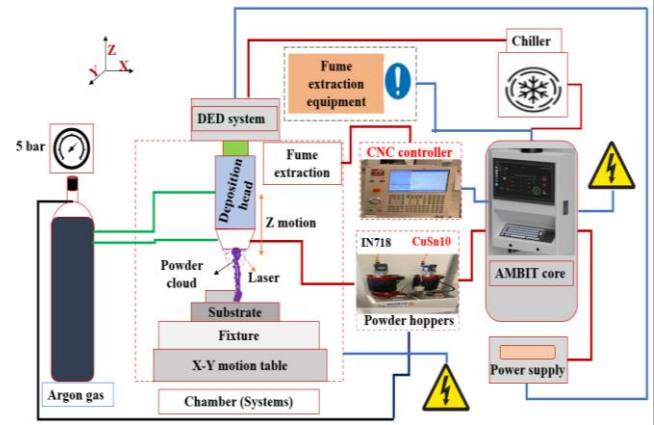 Z
Y
X
5 bar
Argon gas
DED system
Deposition
head
Fume
extraction
Z motion
Powder
cloud
Laser
Substrate
Fixture
X-Y motion table
Chamber (Systems)
Fume
extraction
equipment
CNC controller
IN718
CuSn10
Powder hoppers
Chiller
AMBIT core
Power supply